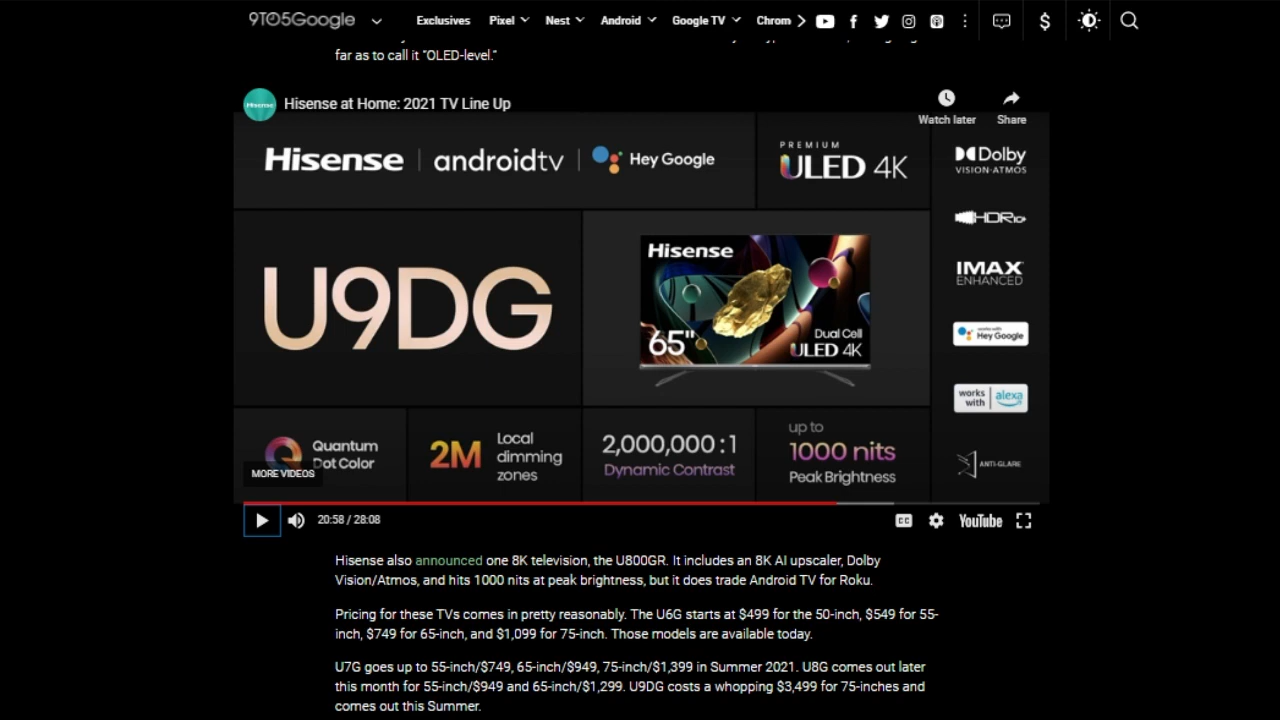 9TO5Google
Exclusives Pixel Nest Android Google TV Chrom
far as to call it "OLED-level."
Hisense
Hisense at Home: 2021 TV Line Up
Watch later
Share
Hisense | androidtv | Hey Google
PREMIUM
ULED 4K
Dolby
VISION·ATMOS
HDR10+
IMAX
ENHANCED
works with
Hey Google
works with | alexa
ANTI-GLARE
U9DG
Hisense
65"
Dual Cell
ULED 4K
Quantum
Dot Color
MORE VIDEOS
2M
Local
dimming
zones
2,000,000:1
Dynamic Contrast
up to
1000 nits
Peak Brightness
20:58 / 28:08
CC
YouTube
Hisense also announced one 8K television, the U800GR. It includes an 8K AI upscaler, Dolby
Vision/Atmos, and hits 1000 nits at peak brightness, but it does trade Android TV for Roku.
Pricing for these TVs comes in pretty reasonably. The U6G starts at $499 for the 50-inch, $549 for 55-
inch, $749 for 65-inch, and $1,099 for 75-inch. Those models are available today.
U7G goes up to 55-inch/$749, 65-inch/$949, 75-inch/$1,399 in Summer 2021. U8G comes out later
this month for 55-inch/$949 and 65-inch/$1,299. U9DG costs a whopping $3,499 for 75-inches and
comes out this Summer.